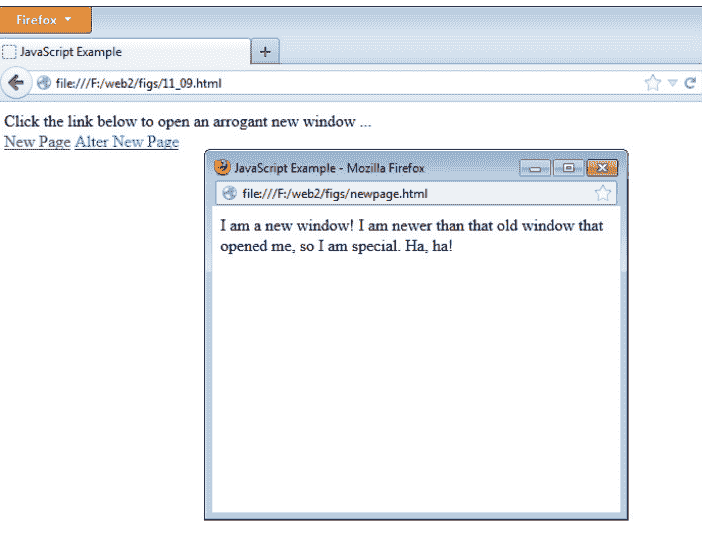 Firefox
JavaScript Example
file:///F:/web2/figs/11_09.html
Click the link below to open an arrogant new window ...
New Page Alter New Page
JavaScript Example - Mozilla Firefox
file:///F:/web2/figs/newpage.html
I am a new window! I am newer than that old window that
opened me, so I am special. Ha, ha!